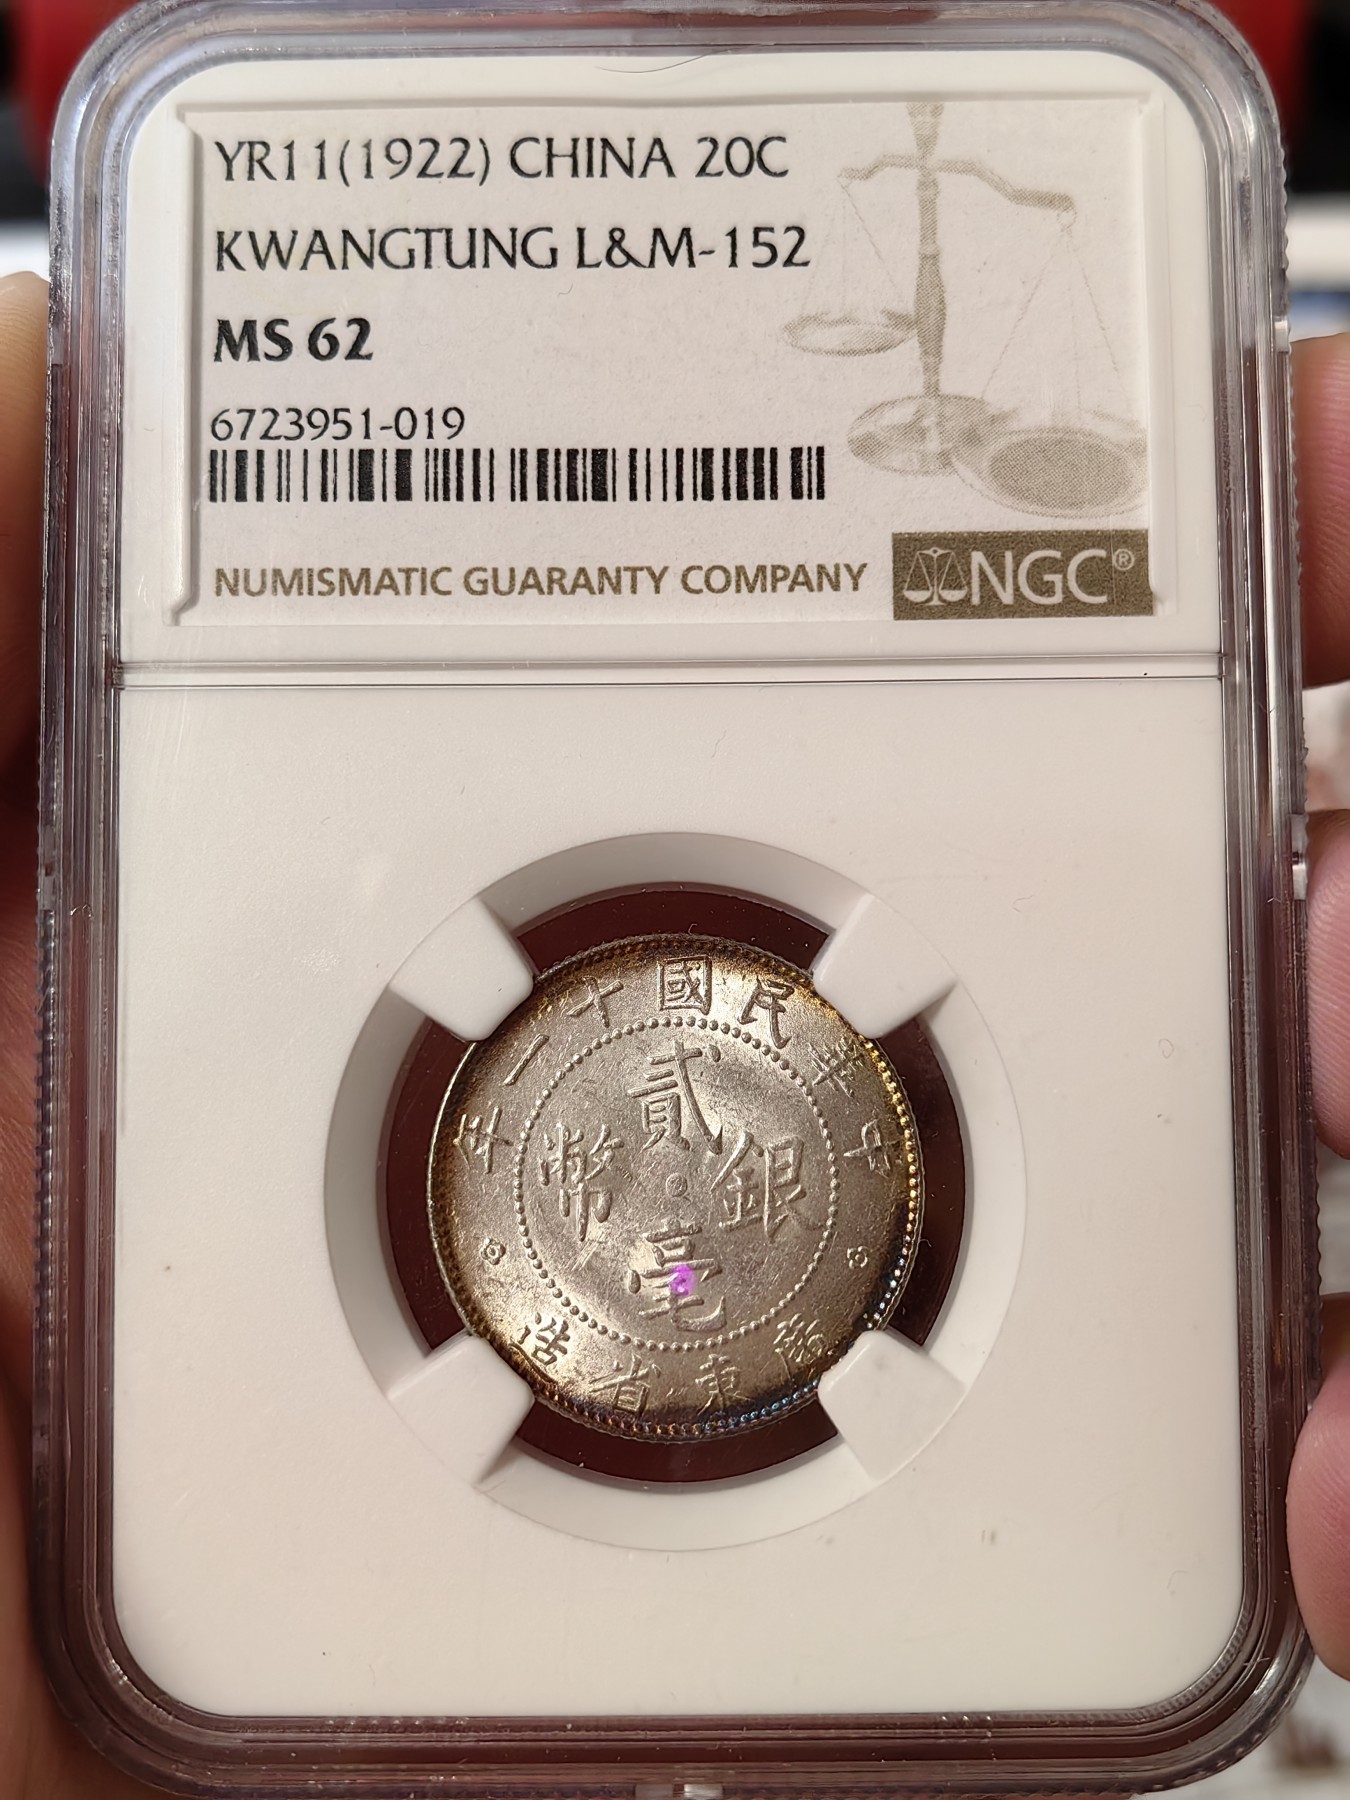 YR11(1922) CHINA 20C
KWANGTUNG L&M-152
MS 62
6723951-019
NUMISMATIC GUARANTY COMPANY
NGC®
中華民國十一年
貳毫銀幣
廣東省造